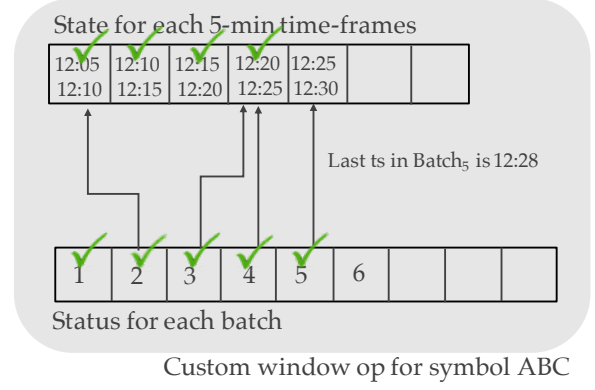 State for each 5-min time-frames
12:05 12:10 12:15 12:20 12:25
12:10 12:15 12:20 12:25 12:30
Last ts in Batch₅ is 12:28
1 2 3 4 5 6
Status for each batch
Custom window op for symbol ABC